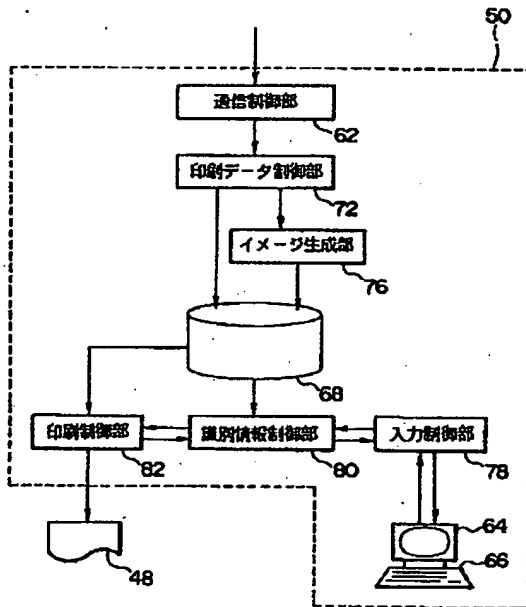 50
通信制御部
62
印刷データ制御部
72
イメージ生成部
76
68
印刷制御部
82
識別情報制御部
80
入力制御部
78
64
66
48